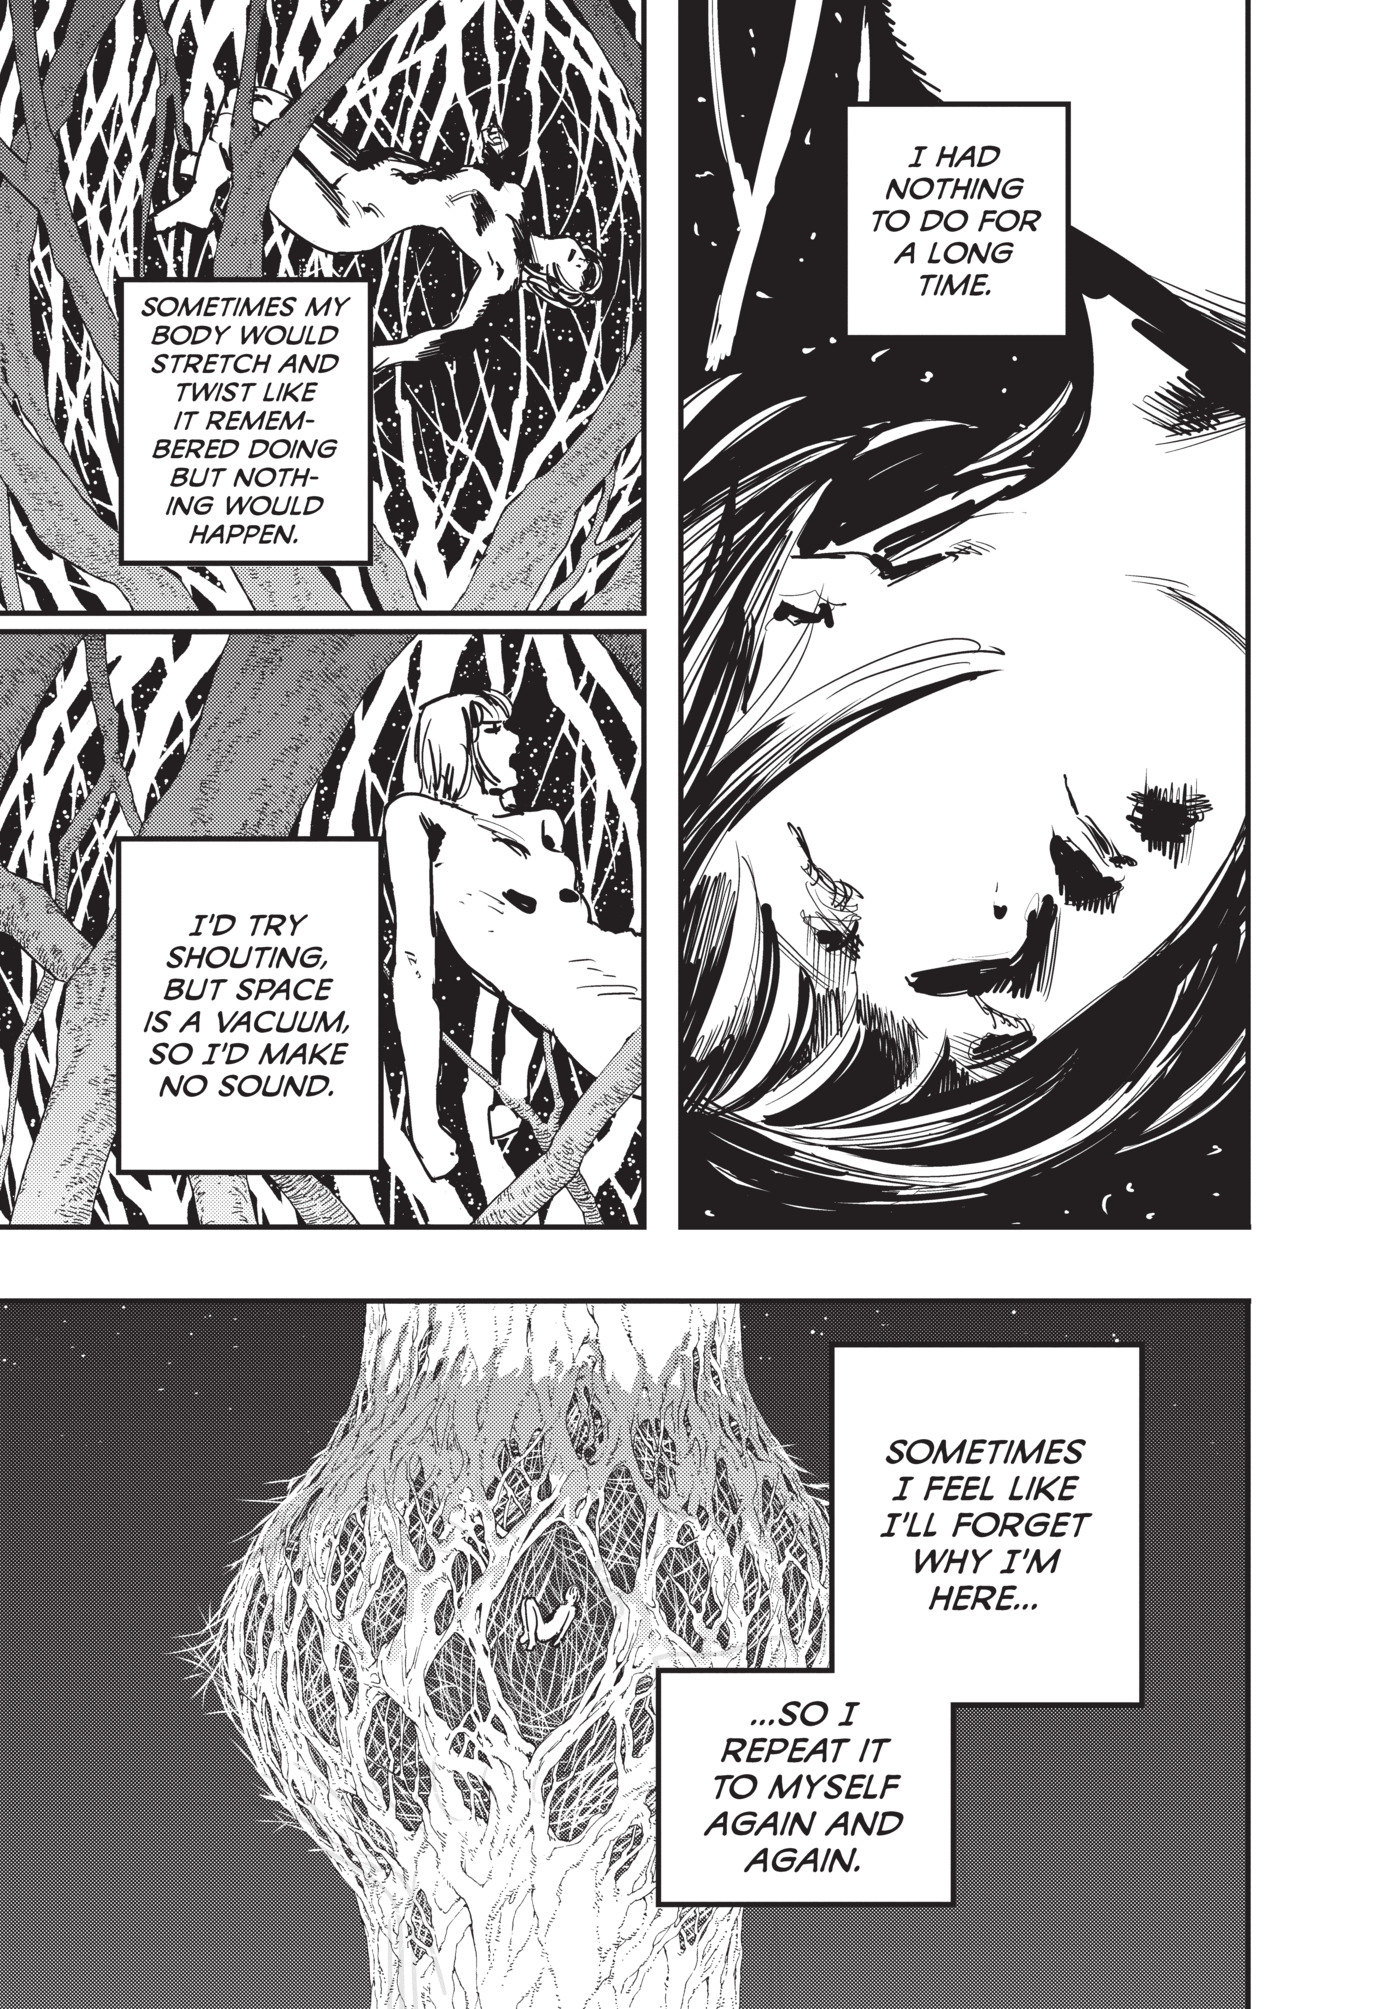 I HAD
NOTHING
TO DO FOR
A LONG
TIME.
SOMETIMES MY
BODY WOULD
STRETCH AND
TWIST LIKE
IT REMEM-
BERED DOING
BUT NOTH-
ING WOULD
HAPPEN.
I'D TRY
SHOUTING,
BUT SPACE
IS A VACUUM,
SO I'D MAKE
NO SOUND.
SOMETIMES
I FEEL LIKE
I'LL FORGET
WHY I'M
HERE...
...SO I
REPEAT IT
TO MYSELF
AGAIN AND
AGAIN.